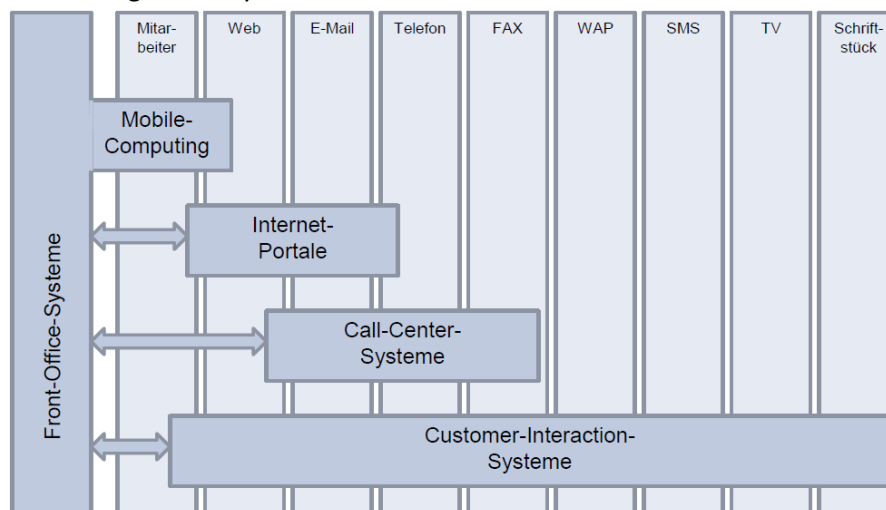 Mitar-
beiter
Web
E-Mail
Telefon
FAX
WAP
SMS
TV
Schrift-
stück
Front-Office-Systeme
Mobile-
Computing
Internet-
Portale
Call-Center-
Systeme
Customer-Interaction-
Systeme